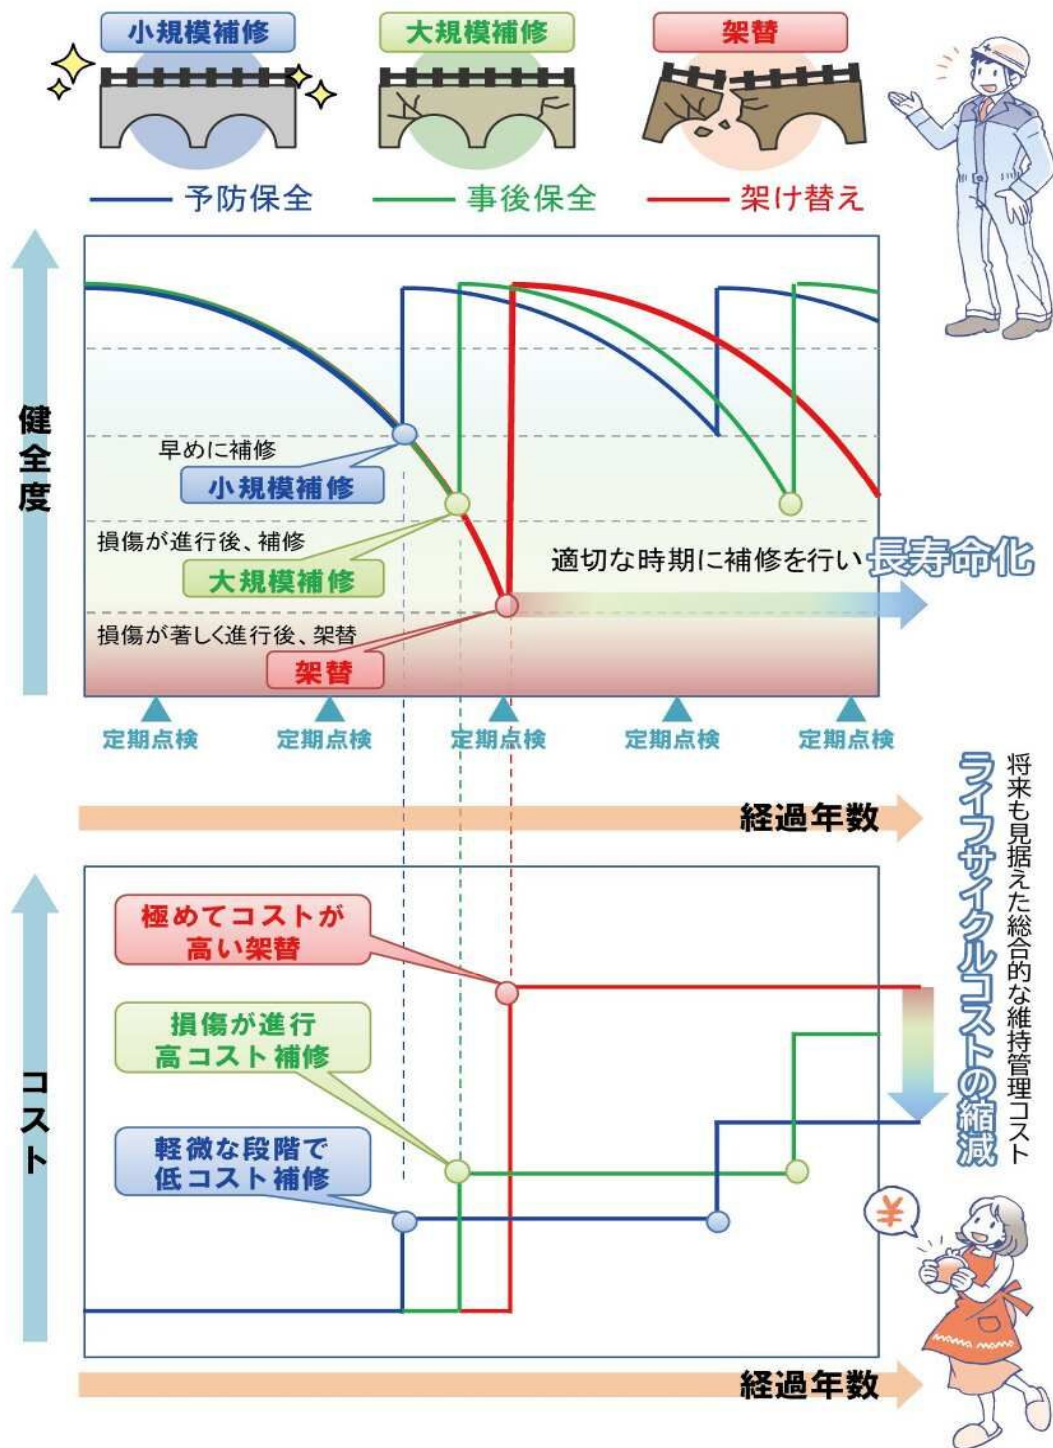 小規模補修
大規模補修
架替
予防保全
事後保全
架け替え
健全度
早めに補修
小規模補修
損傷が進行後、補修
大規模補修
適切な時期に補修を行い 長寿命化
損傷が著しく進行後、架替
架替
定期点検
定期点検
定期点検
定期点検
定期点検
経過年数
将来も見据えた総合的な維持管理コスト
ライフサイクルコストの縮減
コスト
極めてコストが
高い架替
損傷が進行
高コスト補修
軽微な段階で
低コスト補修
¥
経過年数